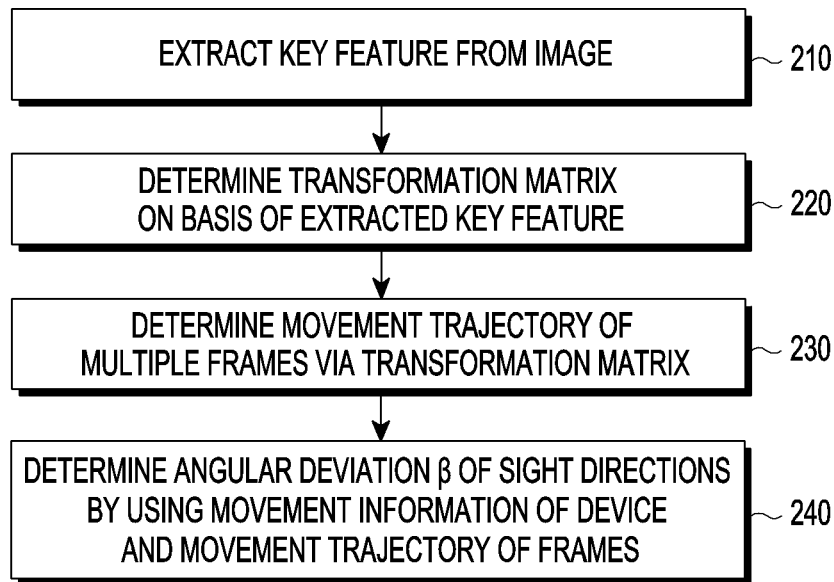 EXTRACT KEY FEATURE FROM IMAGE
210
DETERMINE TRANSFORMATION MATRIX
ON BASIS OF EXTRACTED KEY FEATURE
220
DETERMINE MOVEMENT TRAJECTORY OF
MULTIPLE FRAMES VIA TRANSFORMATION MATRIX
230
DETERMINE ANGULAR DEVIATION β OF SIGHT DIRECTIONS
BY USING MOVEMENT INFORMATION OF DEVICE
AND MOVEMENT TRAJECTORY OF FRAMES
240